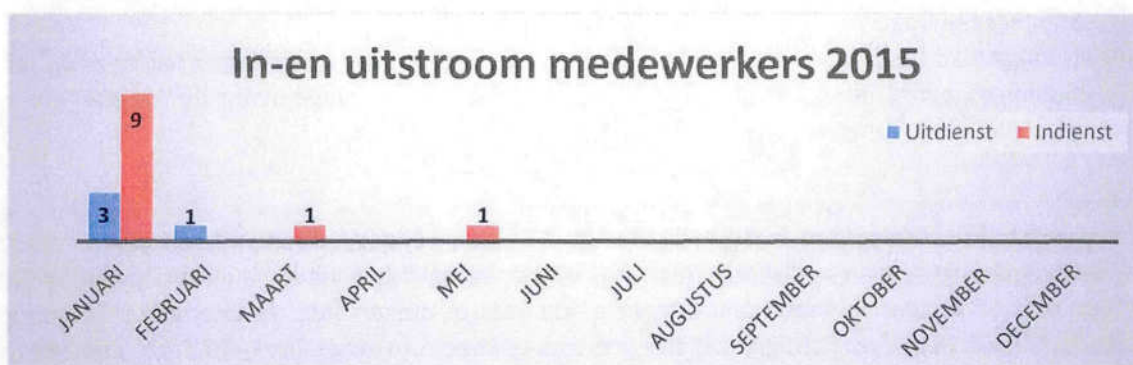 In-en uitstroom medewerkers 2015
Uitdienst Indienst
9
3 1 1 1
JANUARI FEBRUARI MAART APRIL MEI JUNI JULI AUGUSTUS SEPTEMBER OKTOBER NOVEMBER DECEMBER